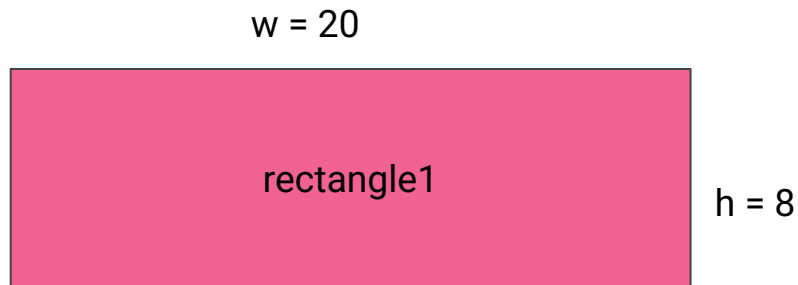 w = 20
rectangle1
h = 8